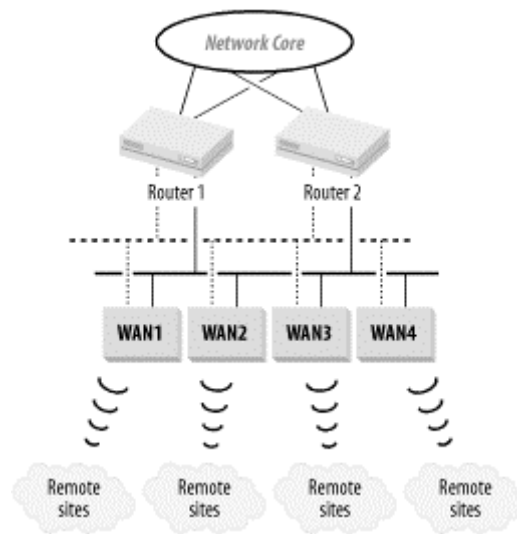 Network Core
Router 1
Router 2
WAN1
WAN2
WAN3
WAN4
Remote
sites
Remote
sites
Remote
sites
Remote
sites